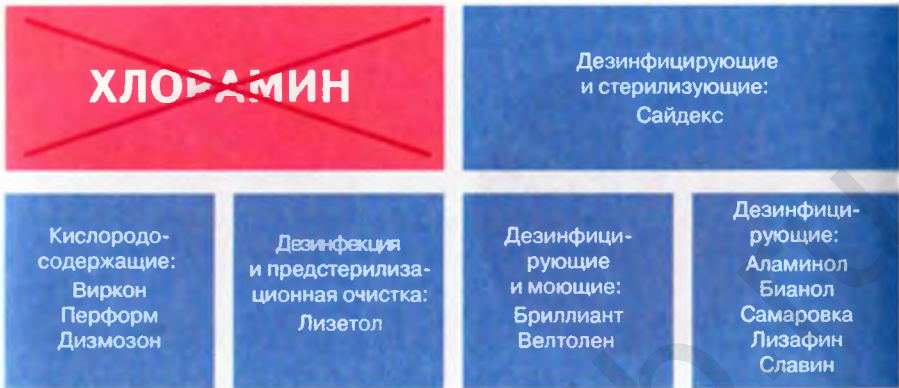 ХЛОРАМИН
Дезинфицирующие
и стерилизующие:
Сайдекс
Кислородо-
содержащие:
Виркон
Перформ
Дизмозон
Дезинфекция
и предстерилиза-
ционная очистка:
Лизетол
Дезинфици-
рующие
и моющие:
Бриллиант
Велтолен
Дезинфици-
рующие:
Аламинол
Бианол
Самаровка
Лизафин
Славин